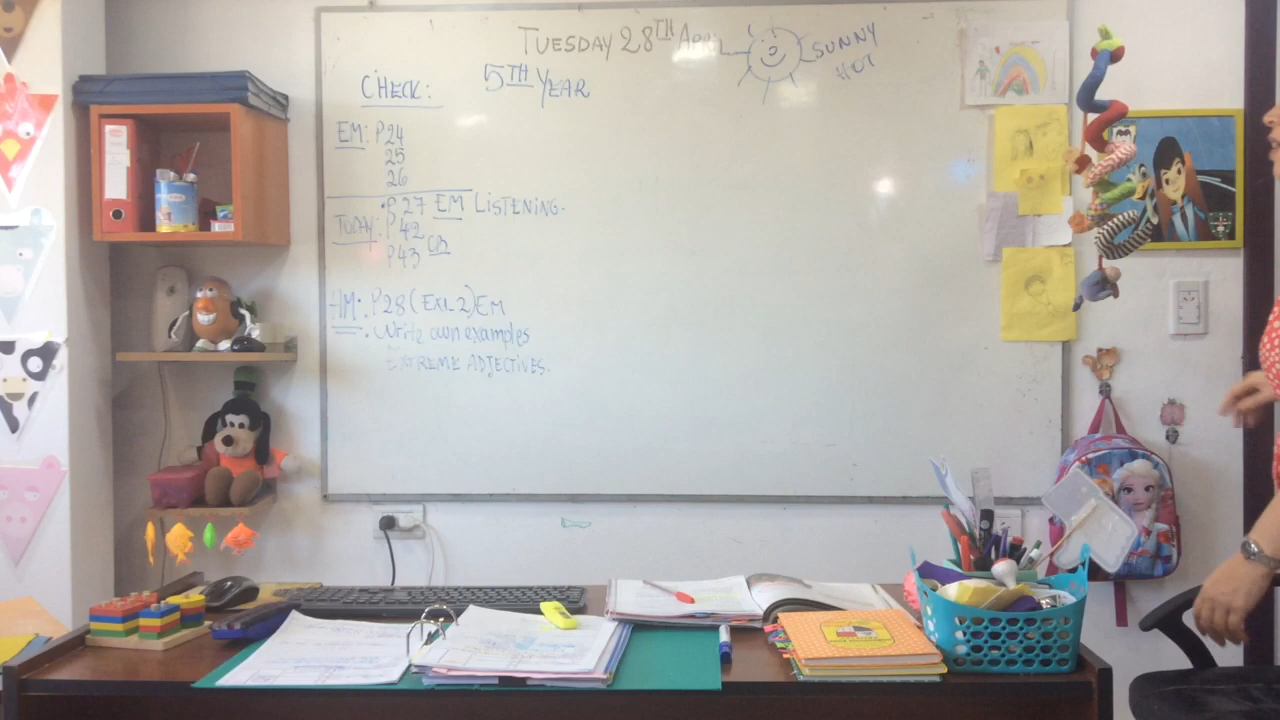 TUESDAY 28TH APRIL
SUNNY
HOT
5TH YEAR
CHECK:
EM: P24
25
26
• P.27 EM LISTENING.
TODAY: P42
P43 CB
HM: • P28 (EX1-2) EM
• Write own examples
EXTREME ADJECTIVES.